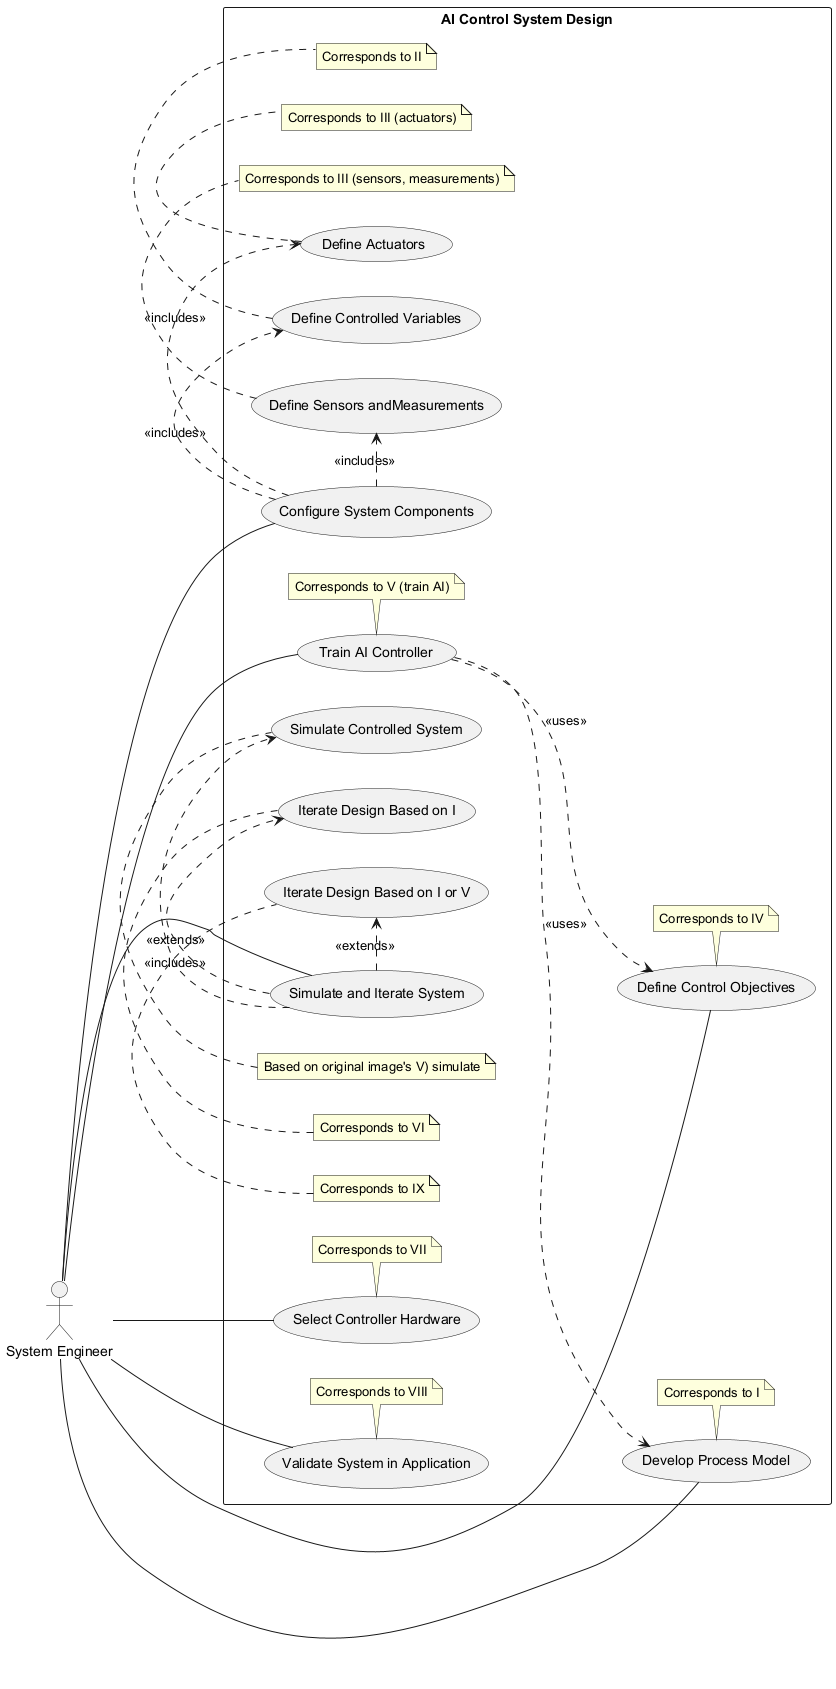 AI Control System Design
Corresponds to II
Corresponds to III (actuators)
Corresponds to III (sensors, measurements)
Define Actuators
«includes»
Define Controlled Variables
Define Sensors andMeasurements
«includes»
«includes»
Configure System Components
Corresponds to V (train AI)
Train AI Controller
«uses»
Simulate Controlled System
Iterate Design Based on I
Iterate Design Based on I or V
Corresponds to IV
«uses»
«extends»
«extends»
«includes»
Define Control Objectives
Simulate and Iterate System
Based on original image's V) simulate
Corresponds to VI
Corresponds to IX
Corresponds to VII
Select Controller Hardware
System Engineer
Corresponds to VIII
Corresponds to I
Validate System in Application
Develop Process Model